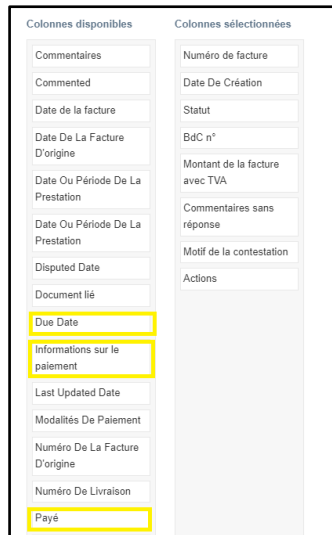 Colonnes disponibles
Commentaires
Commented
Date de la facture
Date De La Facture
D'origine
Date Ou Période De La
Prestation
Date Ou Période De La
Prestation
Disputed Date
Document lié
Due Date
Informations sur le
paiement
Last Updated Date
Modalités De Paiement
Numéro De La Facture
D'origine
Numéro De Livraison
Payé
Colonnes sélectionnées
Numéro de facture
Date De Création
Statut
BdC n°
Montant de la facture
avec TVA
Commentaires sans
réponse
Motif de la contestation
Actions